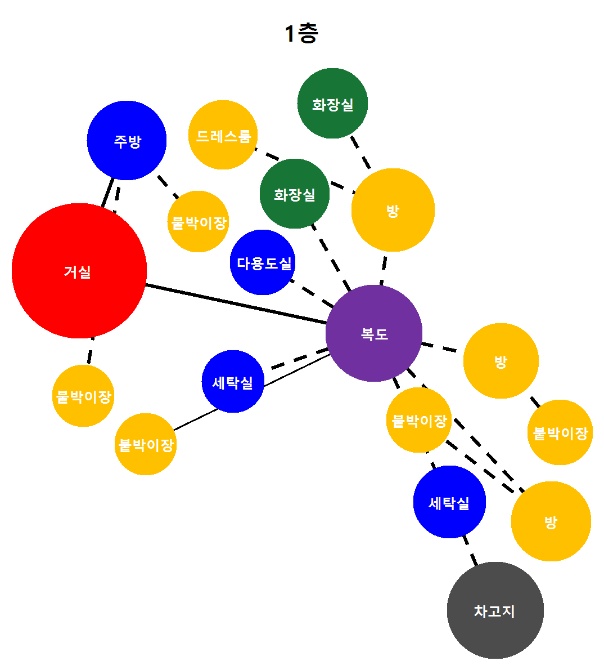 1층
화장실
드레스룸
주방
화장실
방
붙박이장
다용도실
거실
복도
방
세탁실
붙박이장
붙박이장
붙박이장
붙박이장
세탁실
방
차고지